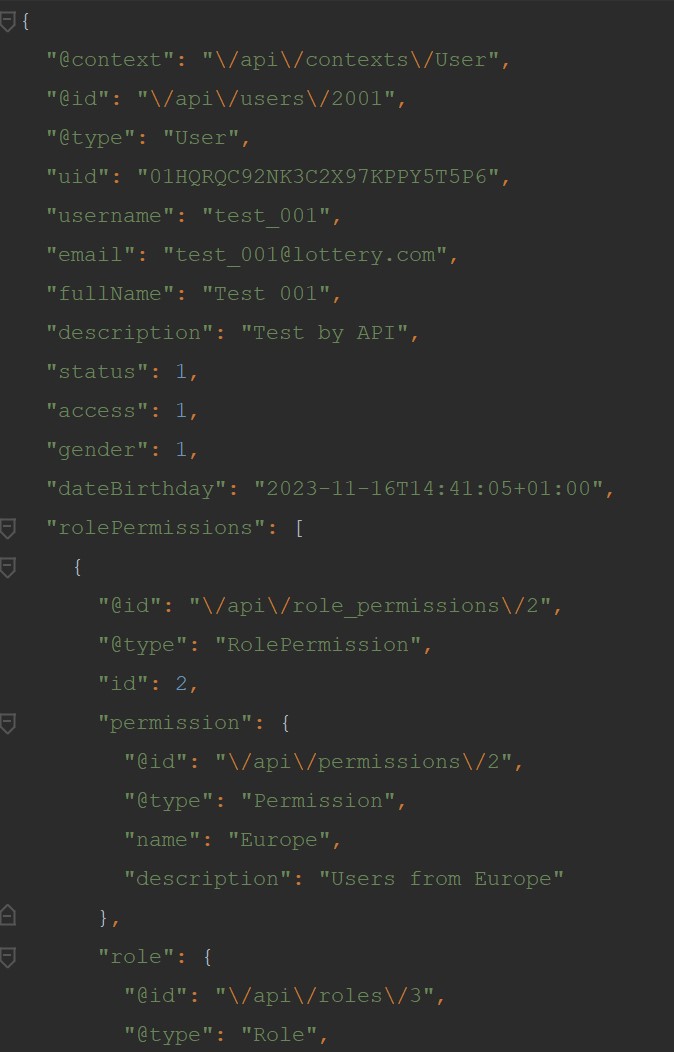 {
"@context": "\/api\/contexts\/User",
"@id": "\/api\/users\/2001",
"@type": "User",
"uid": "01HQRQC92NK3C2X97KPPY5T5P6",
"username": "test_001",
"email": "test_001@lottery.com",
"fullName": "Test 001",
"description": "Test by API",
"status": 1,
"access": 1,
"gender": 1,
"dateBirthday": "2023-11-16T14:41:05+01:00",
"rolePermissions": [
{
"@id": "\/api\/role_permissions\/2",
"@type": "RolePermission",
"id": 2,
"permission": {
"@id": "\/api\/permissions\/2",
"@type": "Permission",
"name": "Europe",
"description": "Users from Europe"
},
"role": {
"@id": "\/api\/roles\/3",
"@type": "Role",